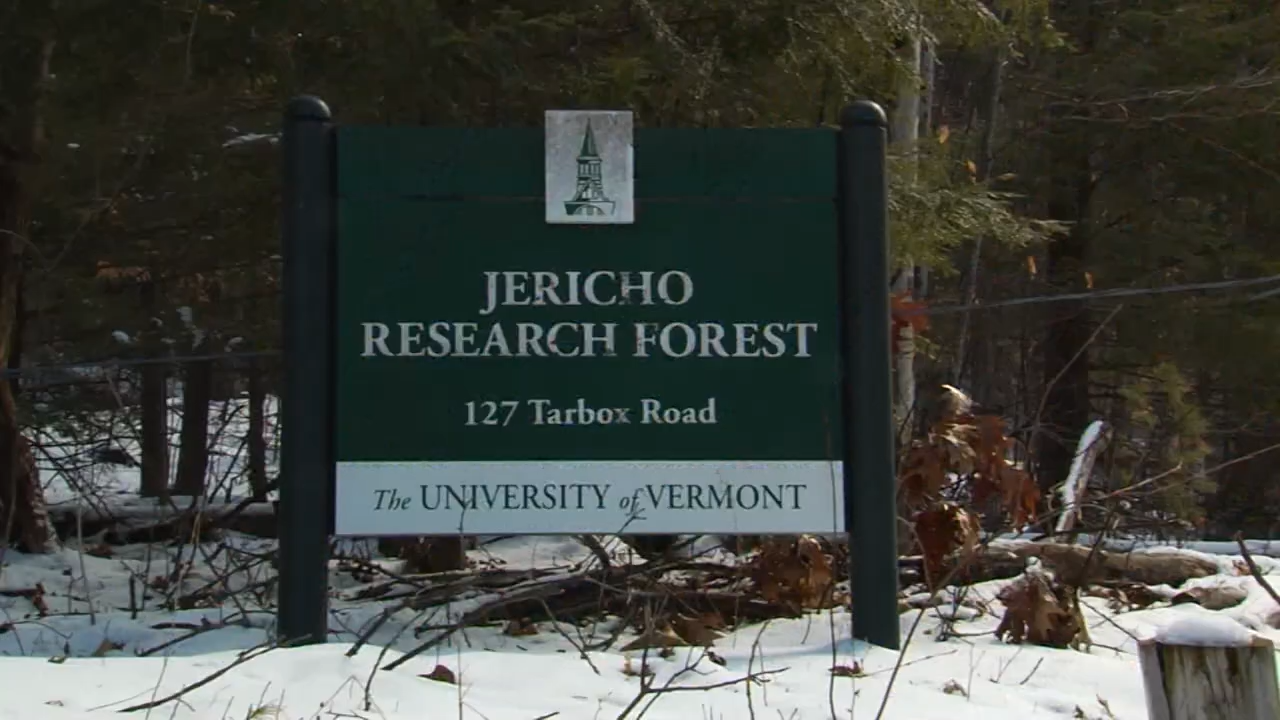 JERICHO
RESEARCH FOREST
127 Tarbox Road
The UNIVERSITY of VERMONT